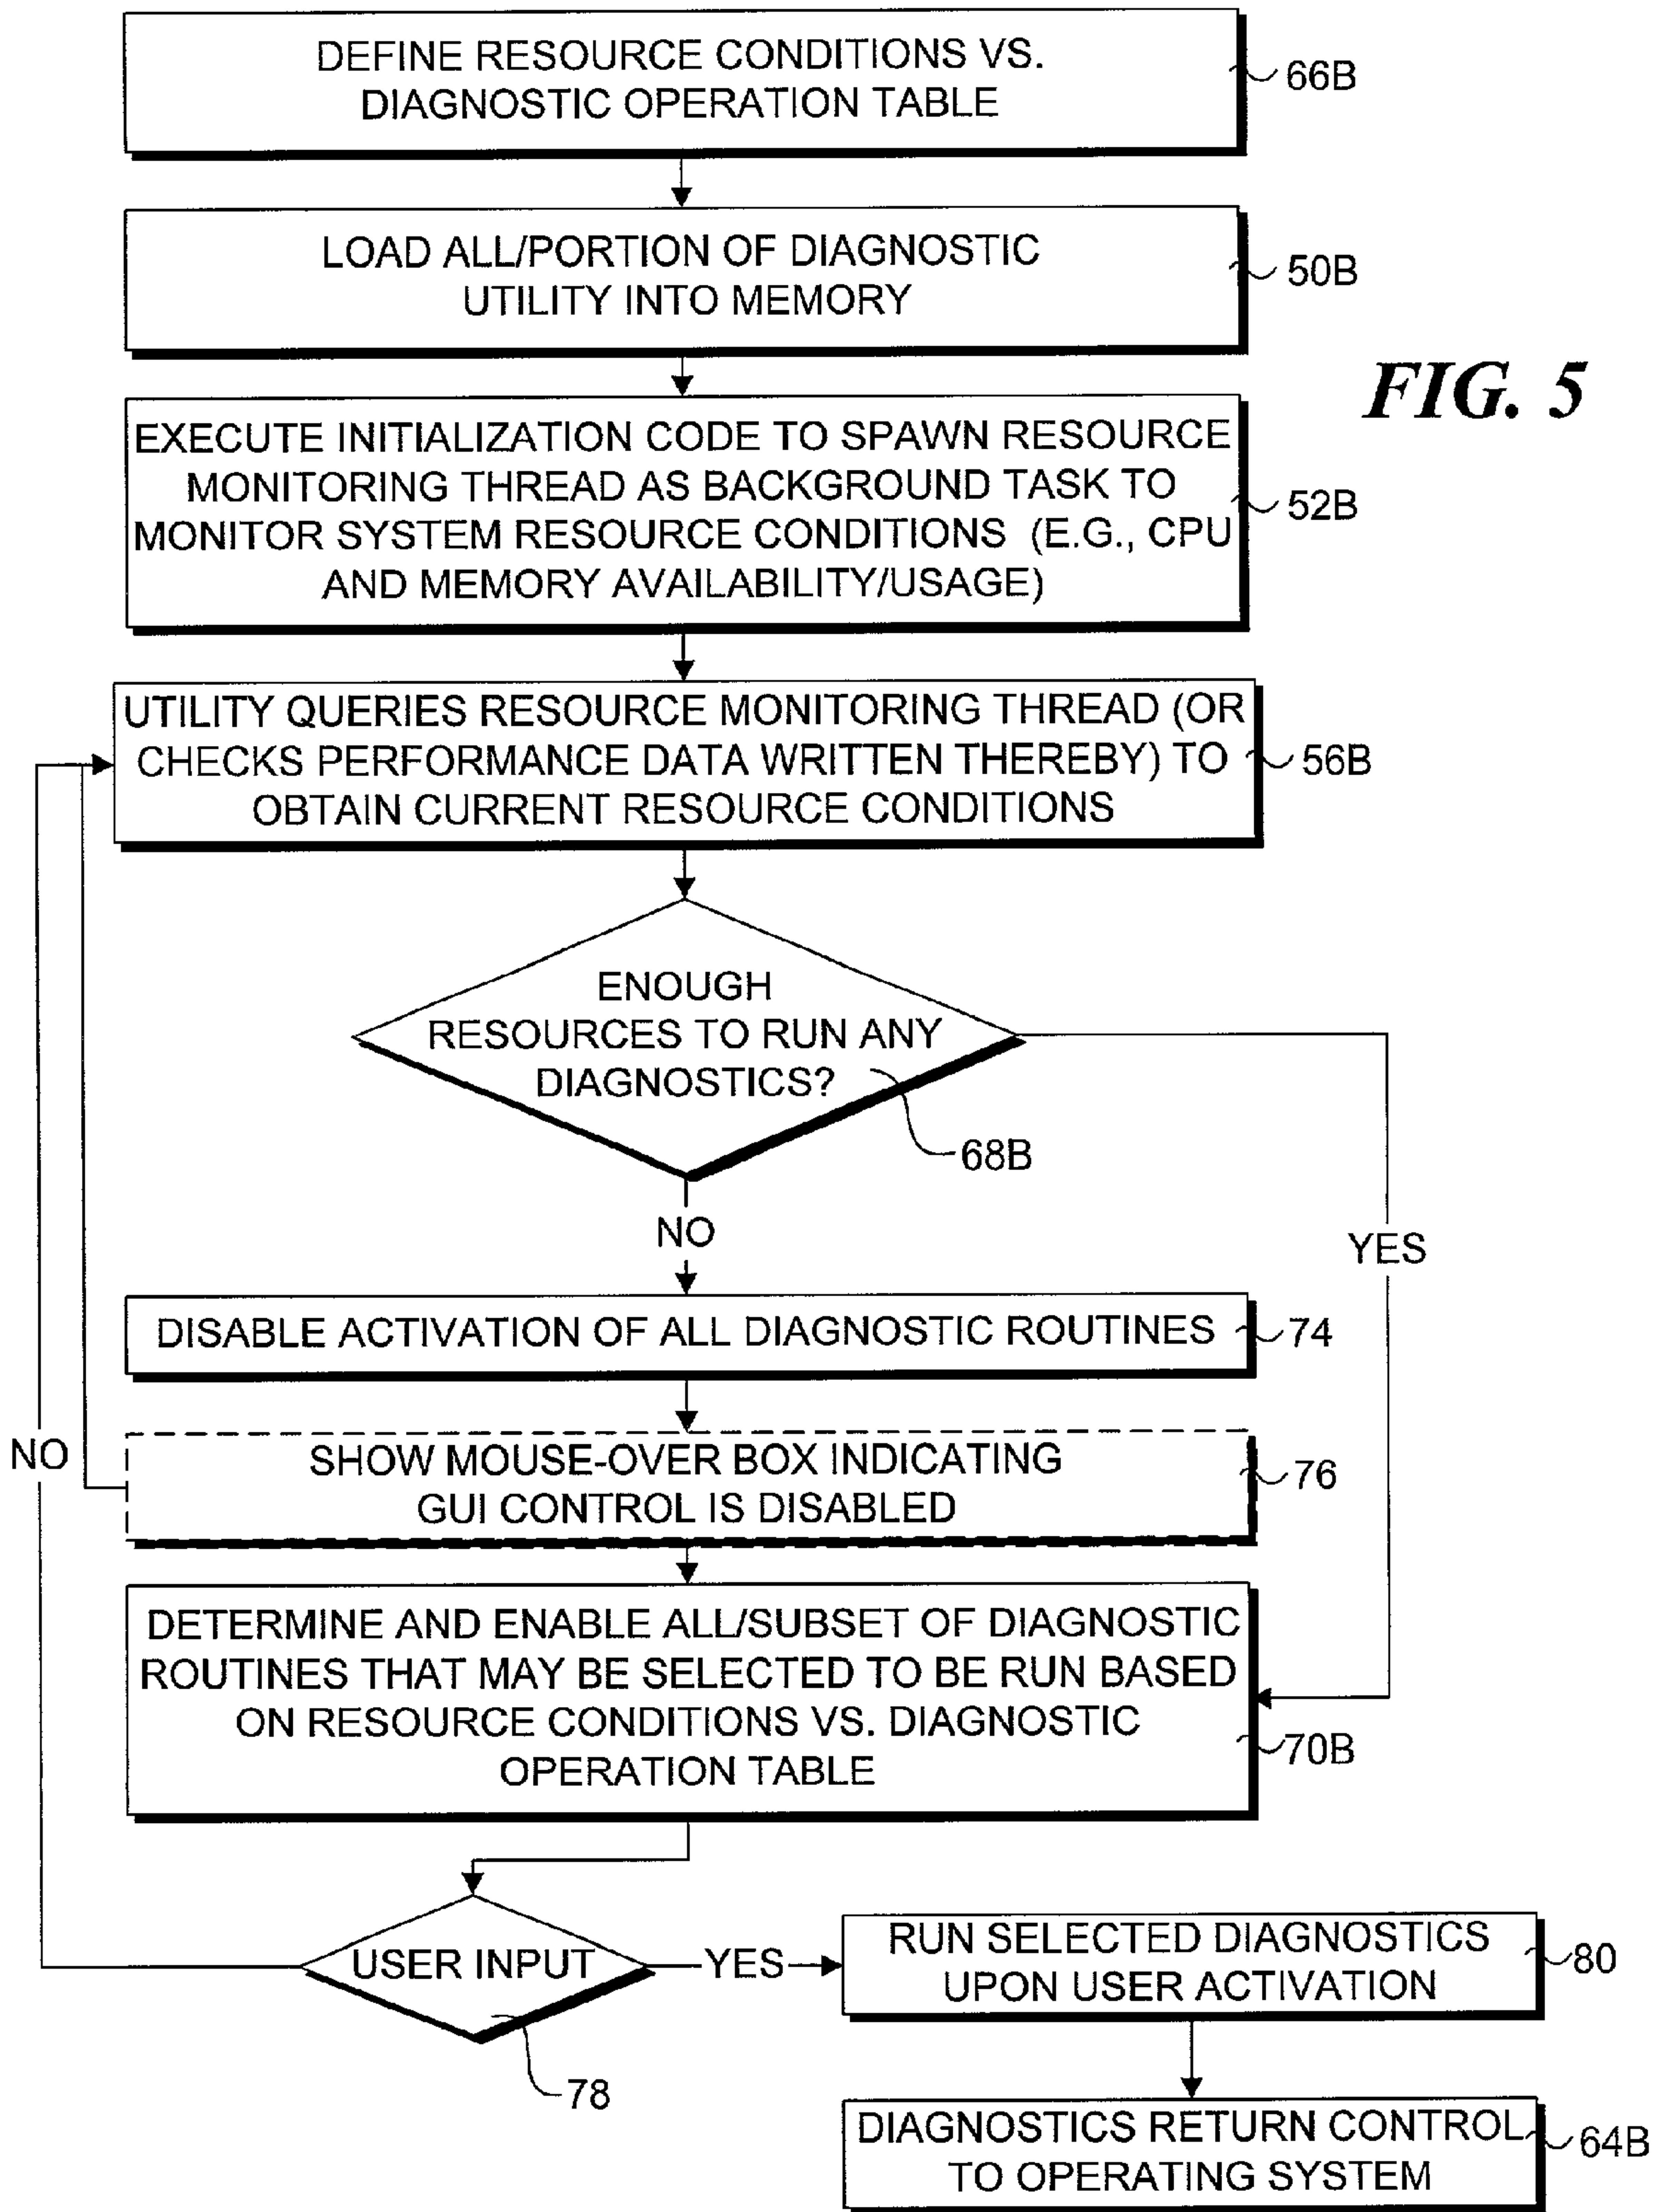 DEFINE RESOURCE CONDITIONS VS.
DIAGNOSTIC OPERATION TABLE
66B
LOAD ALL/PORTION OF DIAGNOSTIC
UTILITY INTO MEMORY
50B
FIG. 5
EXECUTE INITIALIZATION CODE TO SPAWN RESOURCE
MONITORING THREAD AS BACKGROUND TASK TO
MONITOR SYSTEM RESOURCE CONDITIONS (E.G., CPU
AND MEMORY AVAILABILITY/USAGE)
52B
UTILITY QUERIES RESOURCE MONITORING THREAD (OR
CHECKS PERFORMANCE DATA WRITTEN THEREBY) TO
OBTAIN CURRENT RESOURCE CONDITIONS
56B
ENOUGH
RESOURCES TO RUN ANY
DIAGNOSTICS?
68B
NO
YES
DISABLE ACTIVATION OF ALL DIAGNOSTIC ROUTINES
74
NO
SHOW MOUSE-OVER BOX INDICATING
GUI CONTROL IS DISABLED
76
DETERMINE AND ENABLE ALL/SUBSET OF DIAGNOSTIC
ROUTINES THAT MAY BE SELECTED TO BE RUN BASED
ON RESOURCE CONDITIONS VS. DIAGNOSTIC
OPERATION TABLE
70B
USER INPUT
YES
78
RUN SELECTED DIAGNOSTICS
UPON USER ACTIVATION
80
DIAGNOSTICS RETURN CONTROL
TO OPERATING SYSTEM
64B